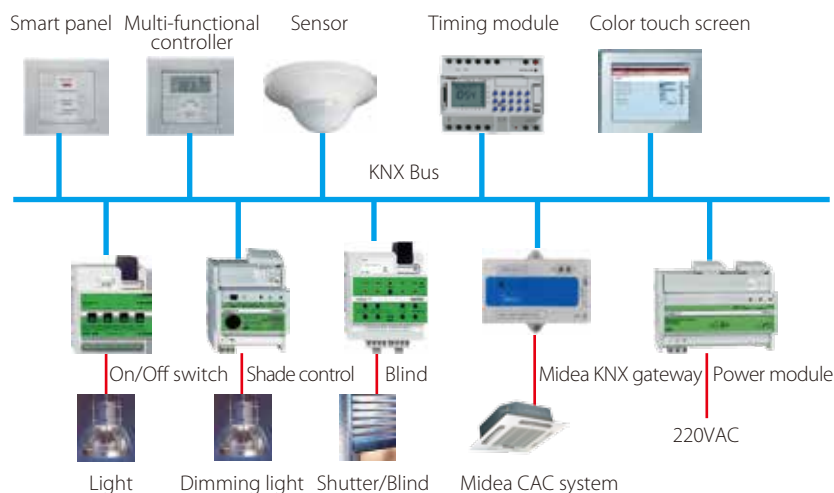 Smart panel
Multi-functional
controller
Sensor
Timing module
Color touch screen
KNX Bus
On/Off switch
Shade control
Blind
Midea KNX gateway
Power module
220VAC
Light
Dimming light
Shutter/Blind
Midea CAC system